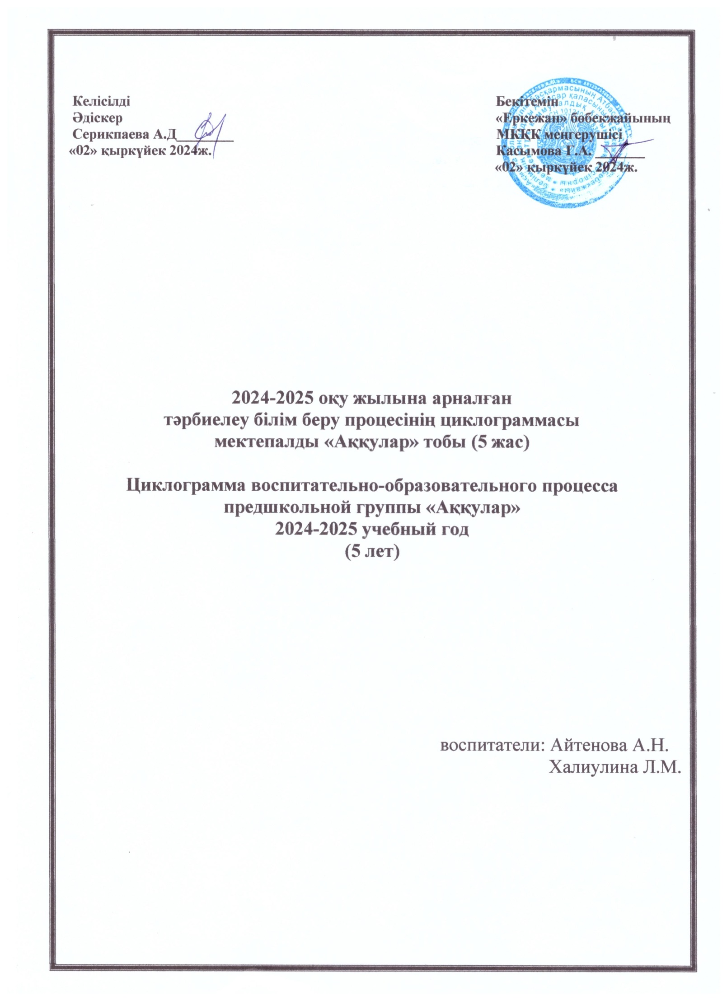 Келісілді
Әдіскер
Серикпаева А.Д________
«02» қыркүйек 2024ж.
Бекітемін
«Еркежан» бөбекжайының
МКҚК меңгерушісі
Касымова Г.А. _______
«02» қыркүйек 2024ж.
2024-2025 оқу жылына арналған
тәрбиелеу білім беру процесінің циклограммасы
мектепалды «Аққулар» тобы (5 жас)
Циклограмма воспитательно-образовательного процесса
предшкольной группы «Аққулар»
2024-2025 учебный год
(5 лет)
воспитатели: Айтенова А.Н.
Халиулина Л.М.